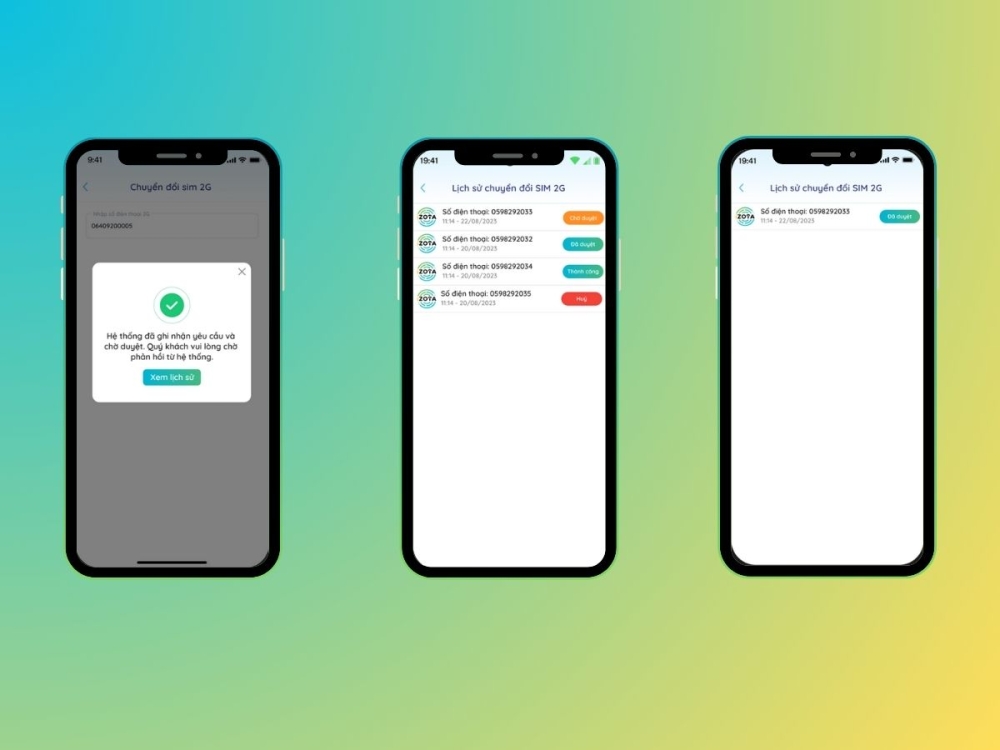 9:41
Chuyển đổi sim 2G
Nhập số điện thoại 2G
06409200005
Hệ thống đã ghi nhận yêu cầu và
chờ duyệt. Quý khách vui lòng chờ
phản hồi từ hệ thống.
Xem lịch sử
19:41
Lịch sử chuyển đổi SIM 2G
ZOTA
Số điện thoại: 0598292033
11:14 - 22/08/2023
Chờ duyệt
ZOTA
Số điện thoại: 0598292032
11:14 - 20/08/2023
Đã duyệt
ZOTA
Số điện thoại: 0598292034
11:14 - 20/08/2023
Thành công
ZOTA
Số điện thoại: 0598292035
11:14 - 20/08/2023
Huỷ
19:41
Lịch sử chuyển đổi SIM 2G
ZOTA
Số điện thoại: 0598292033
11:14 - 22/08/2023
Đã duyệt